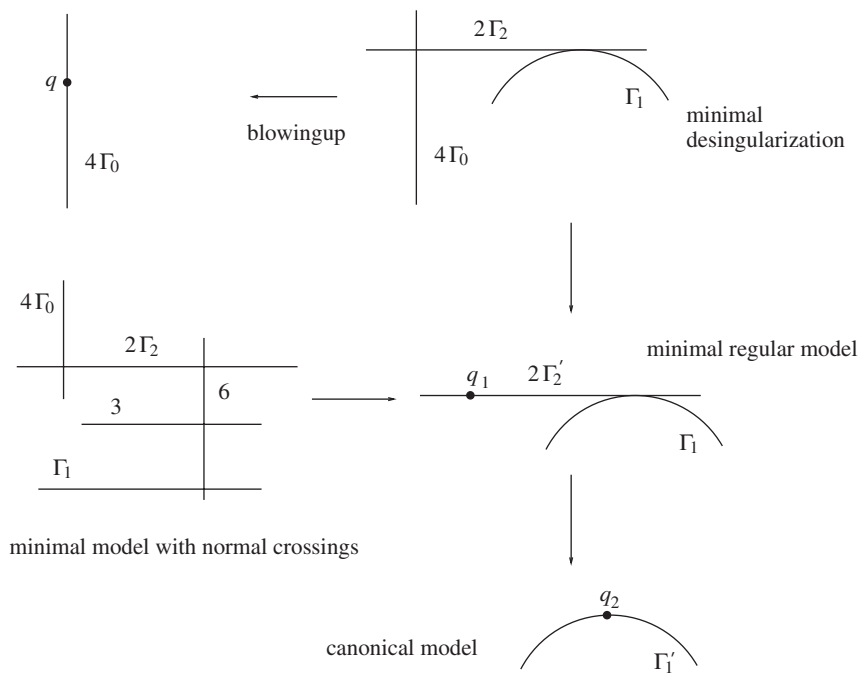 q
4Γ₀
blowingup
2Γ₂
Γ₁
4Γ₀
minimal
desingularization
4Γ₀
2Γ₂
6
3
Γ₁
minimal model with normal crossings
minimal regular model
q₁
2Γ₂′
Γ₁
q₂
canonical model
Γ₁′